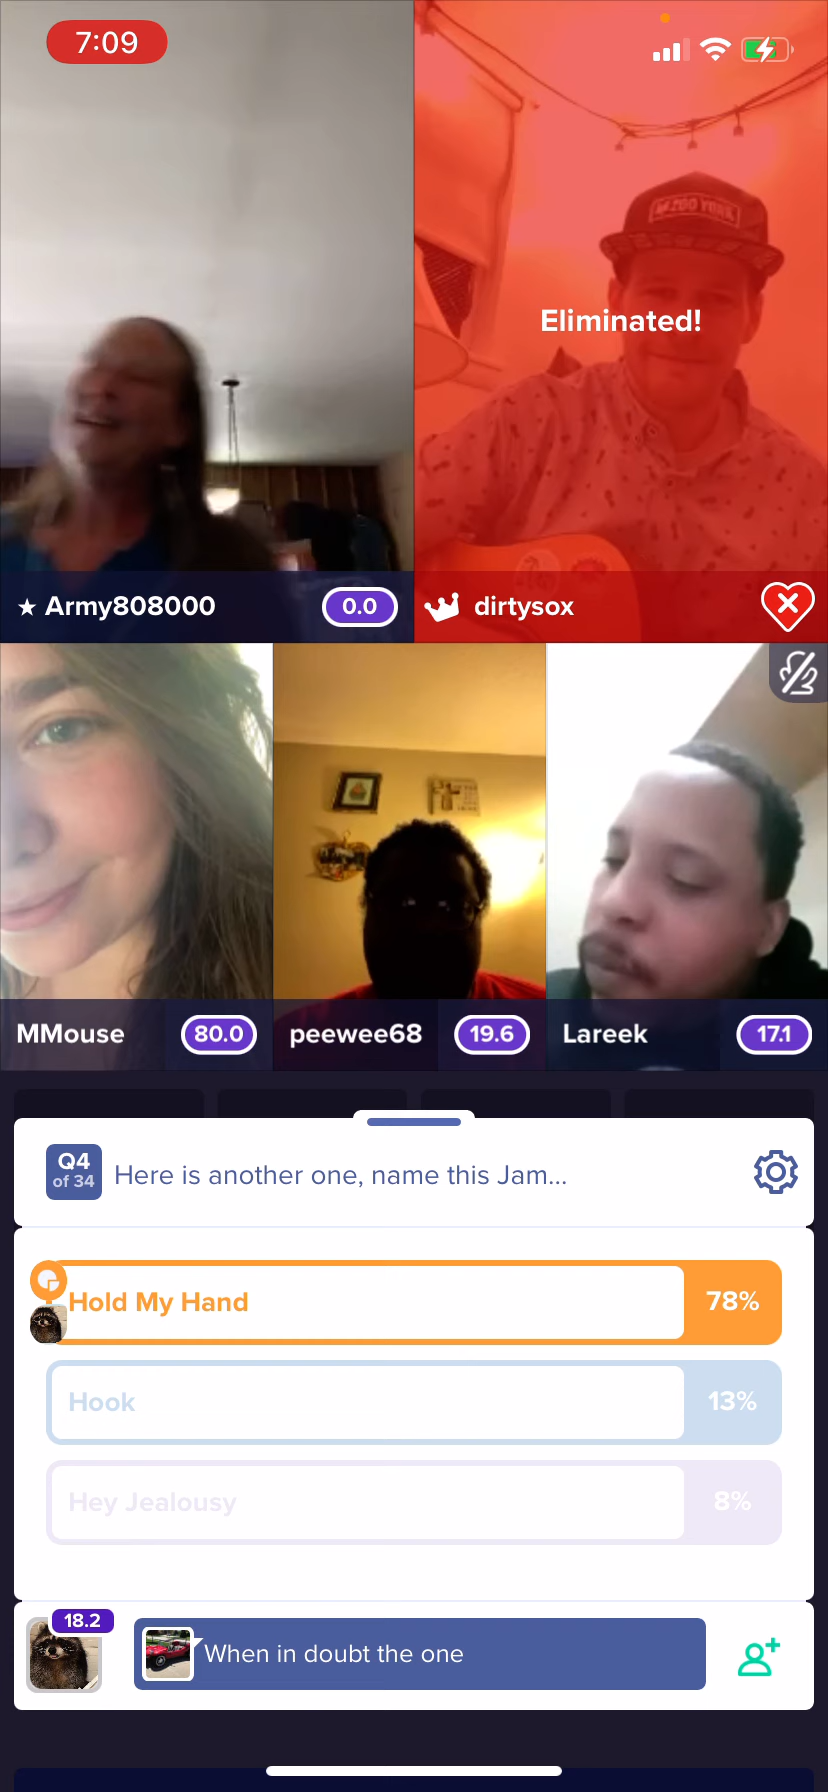 7:09
Eliminated!
Army808000
0.0
dirtysox
MMouse
80.0
peewee68
19.6
Lareek
17.1
Q4
of 34
Here is another one, name this Jam...
Hold My Hand
78%
Hook
13%
Hey Jealousy
8%
18.2
When in doubt the one